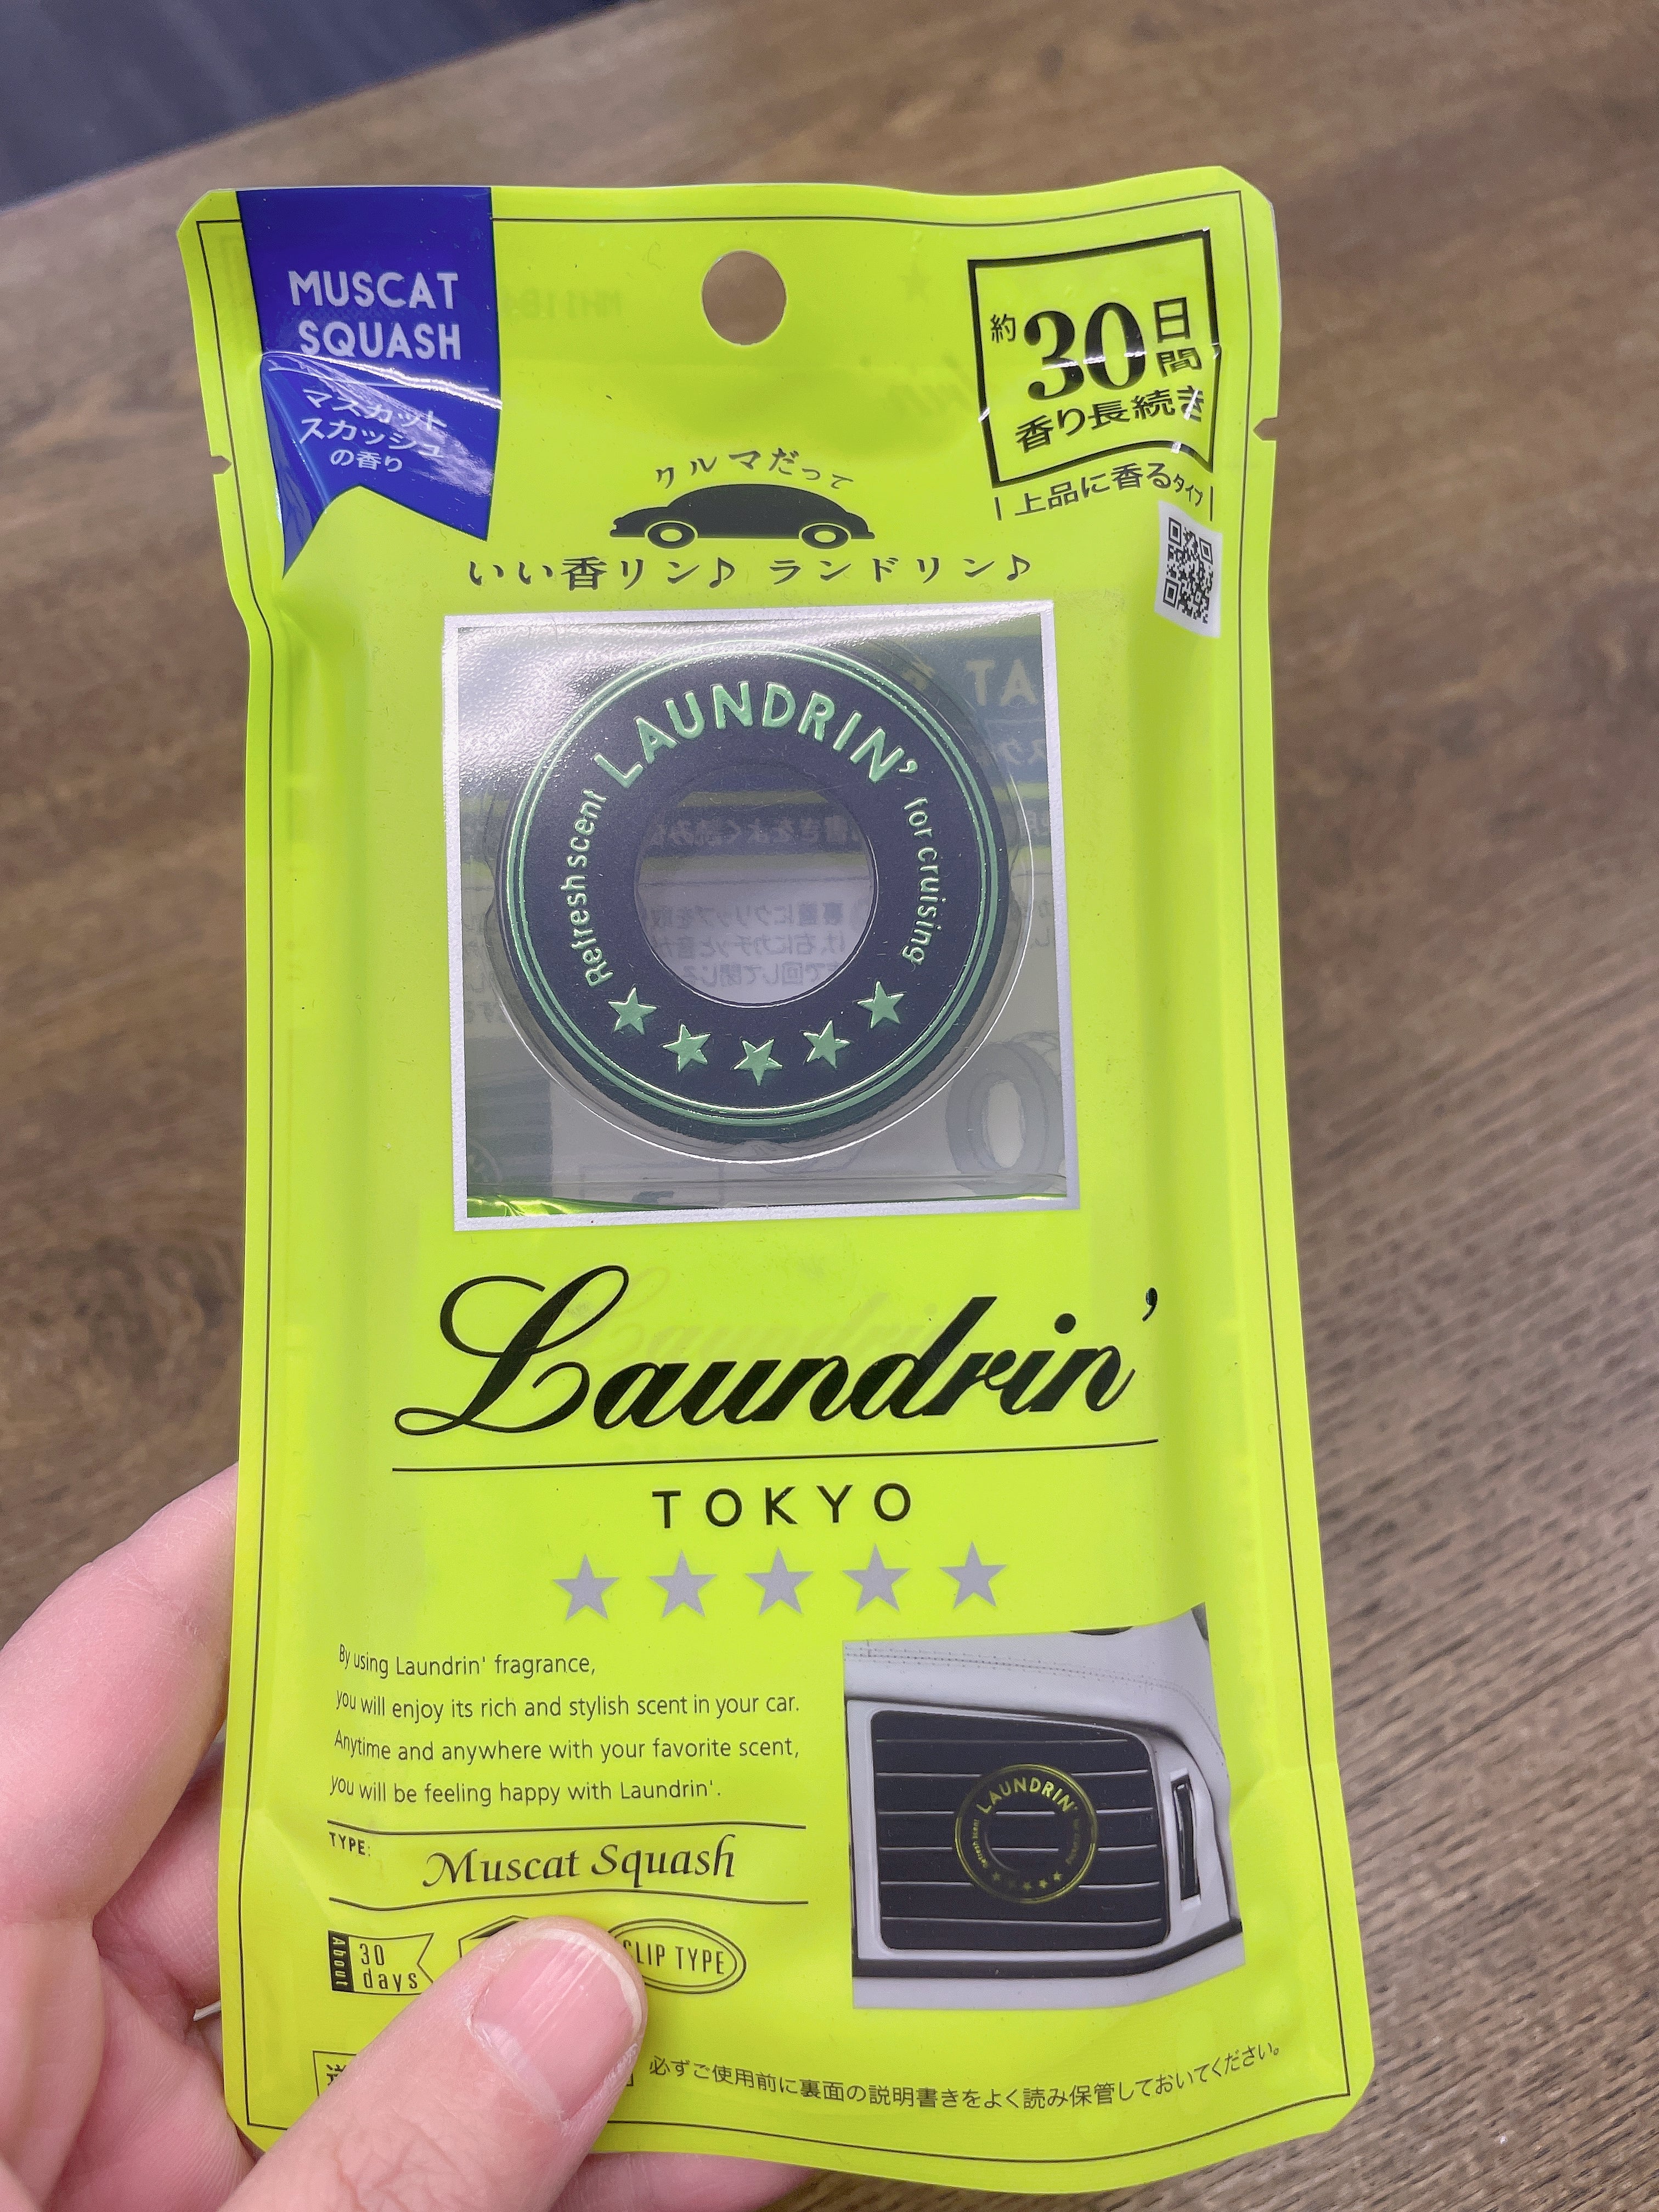 MUSCAT
SQUASH
マスカット
スカッシュ
の香り
約30日間
香り長続き
上品に香るタイプ
クルマだって
いい香リン♪ ランドリン♪
LAUNDRIN'
Refresh scent
for cruising
Laundrin'
TOKYO
By using Laundrin' fragrance,
you will enjoy its rich and stylish scent in your car.
Anytime and anywhere with your favorite scent,
you will be feeling happy with Laundrin'.
TYPE:
Muscat Squash
About
30
days
CLIP TYPE
LAUNDRIN'
Refresh scent
必ずご使用前に裏面の説明書きをよく読み保管しておいてください。